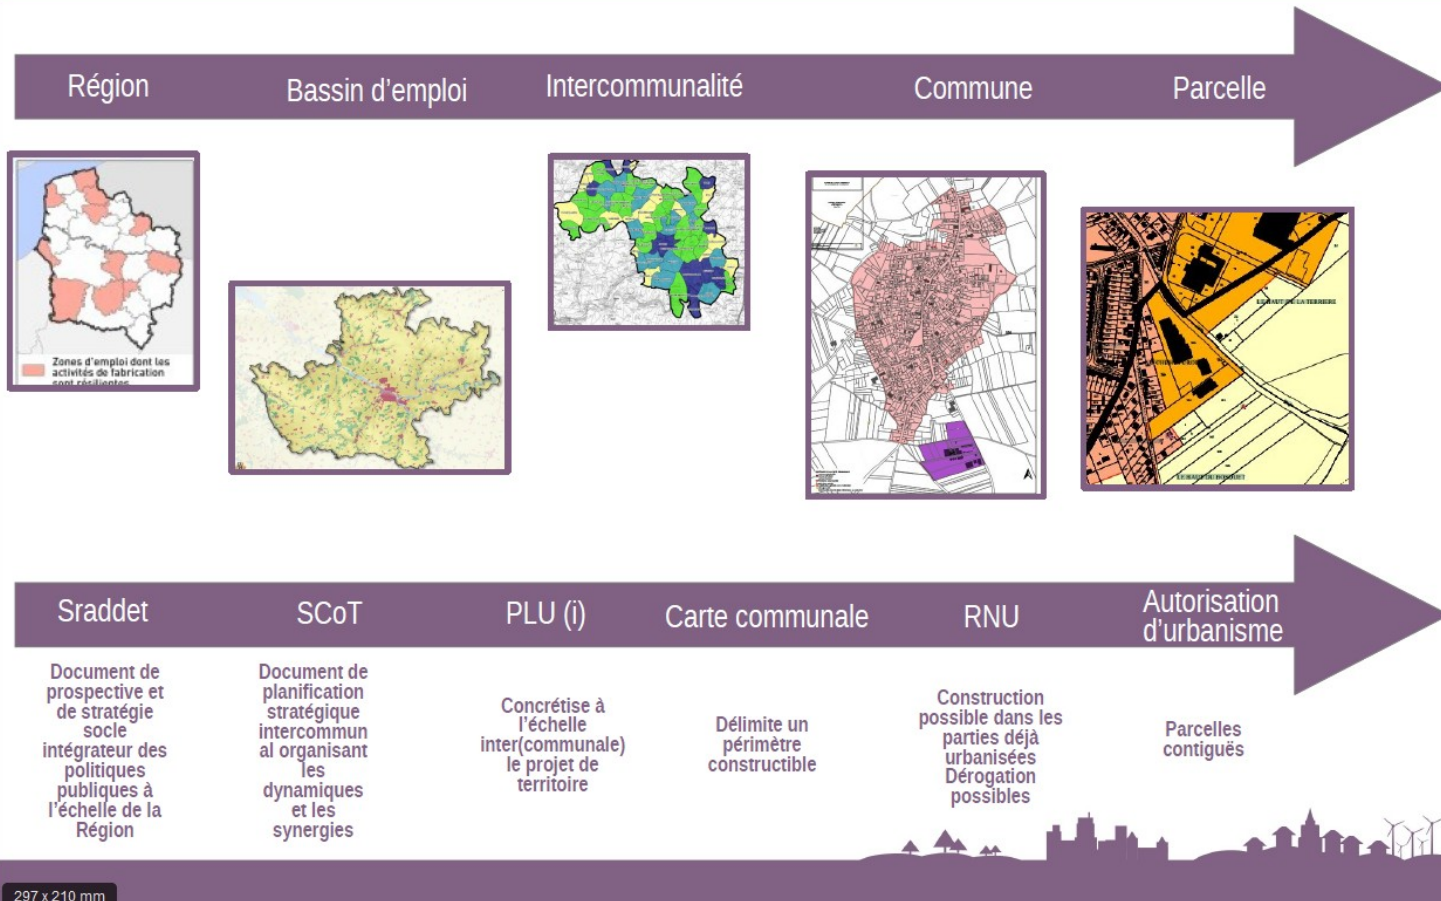 Région
Bassin d’emploi
Intercommunalité
Commune
Parcelle
Zones d’emploi dont les
activités de fabrication
sont résilientes
Sraddet
SCoT
PLU (i)
Carte communale
RNU
Autorisation
d’urbanisme
Document de
prospective et
de stratégie
socle
intégrateur des
politiques
publiques à
l’échelle de la
Région
Document de
planification
stratégique
intercommun
al organisant
les
dynamiques
et les
synergies
Concrétise à
l’échelle
inter(communale)
le projet de
territoire
Délimite un
périmètre
constructible
Construction
possible dans les
parties déjà
urbanisées
Dérogation
possibles
Parcelles
contiguës
297 x 210 mm